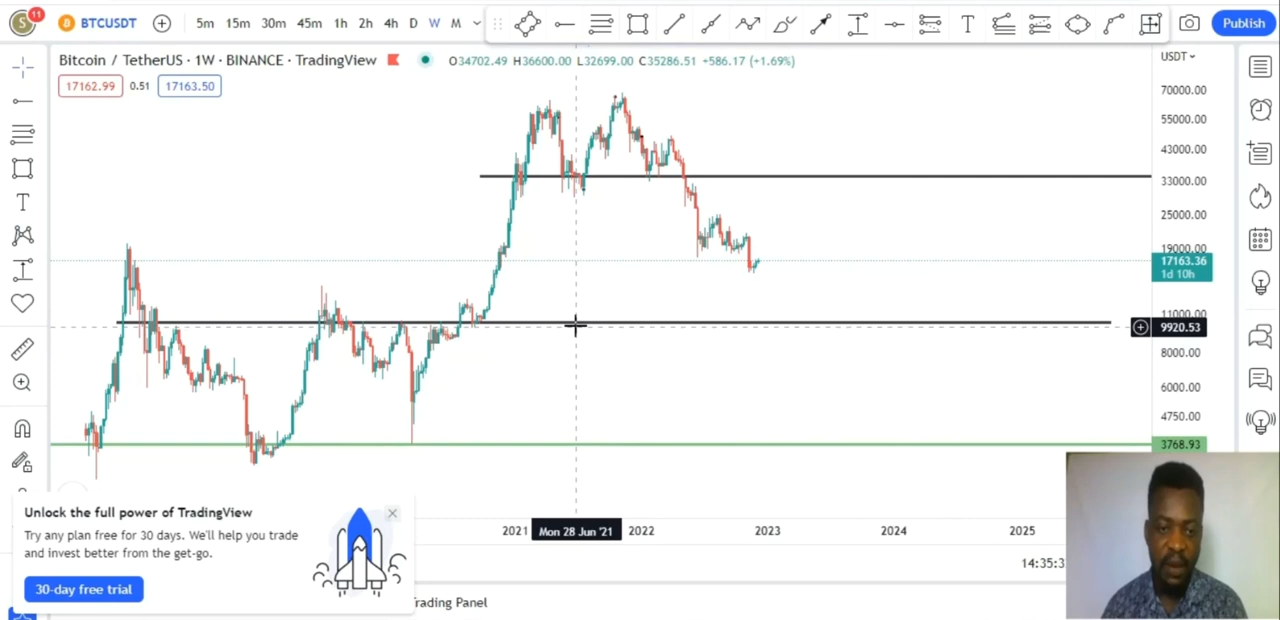 S 11 BTCUSDT 5m 15m 30m 45m 1h 2h 4h D W M T Publish
Bitcoin / TetherUS · 1W · BINANCE · TradingView O34702.49 H36600.00 L32699.00 C35286.51 +586.17 (+1.69%) USDT
17162.99 0.51 17163.50
70000.00
55000.00
43000.00
33000.00
25000.00
19000.00
17163.36
1d 10h
11000.00
9920.53
8000.00
6000.00
4750.00
3768.93
2021 Mon 28 Jun '21 2022 2023 2024 2025
Unlock the full power of TradingView
Try any plan free for 30 days. We'll help you trade
and invest better from the get-go.
30-day free trial
14:35:3
rading Panel